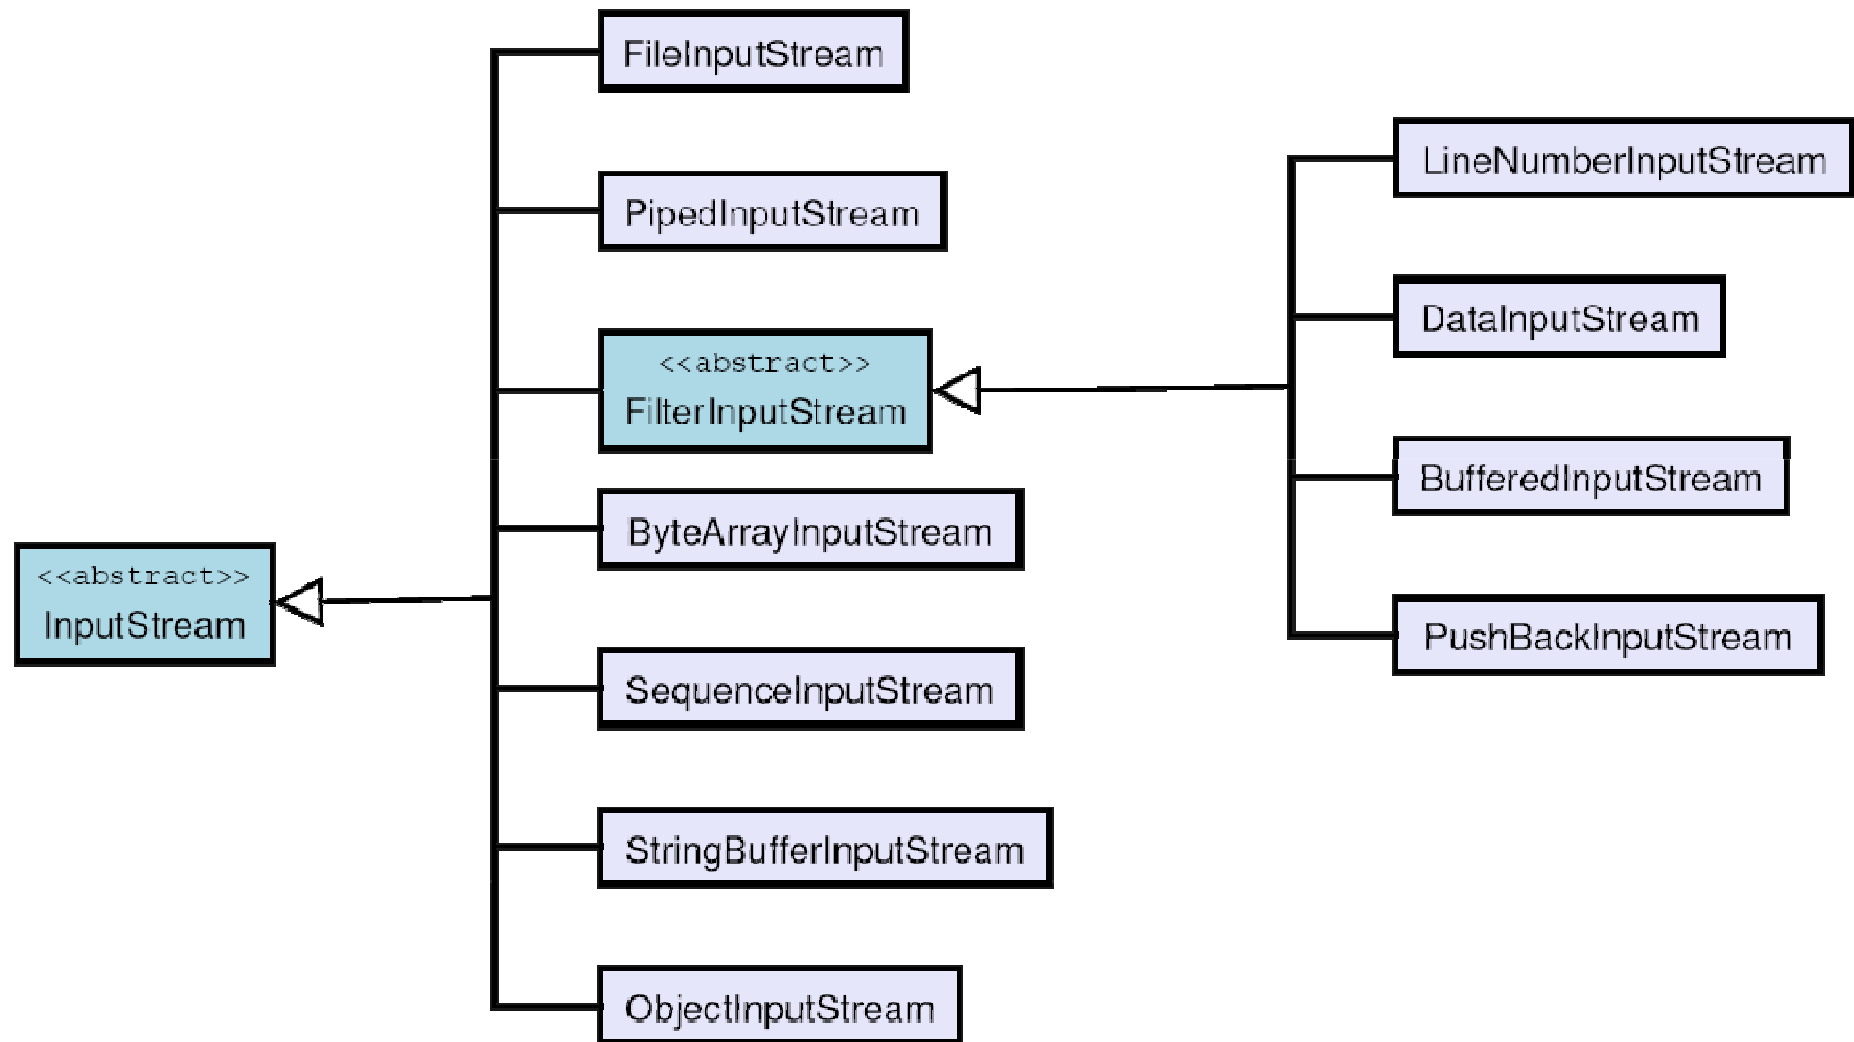 FileInputStream
LineNumberInputStream
PipedInputStream
DataInputStream
<<abstract>>
FilterInputStream
BufferedInputStream
ByteArrayInputStream
<<abstract>>
InputStream
PushBackInputStream
SequenceInputStream
StringBufferInputStream
ObjectInputStream